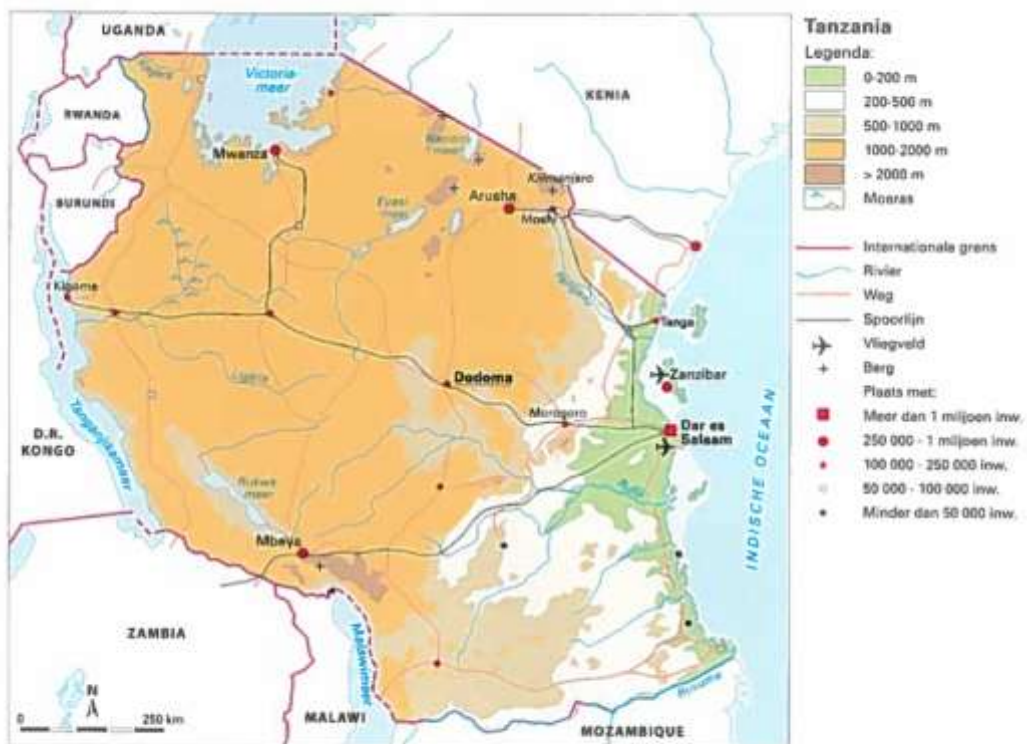 UGANDA
RWANDA
BURUNDI
D.R.
KONGO
ZAMBIA
MALAWI
MOZAMBIQUE
KENIA
Victoria-
meer
Mwanza
Arusha
Kilimanjaro
Moshi
Kigoma
Tanga
Zanzibar
Dodoma
Morogoro
Dar es
Salaam
Tanganjikameer
Rukwa
meer
Mbeya
Malawimeer
INDISCHE OCEAAN
N
0
250 km
Tanzania
Legenda:
0-200 m
200-500 m
500-1000 m
1000-2000 m
> 2000 m
Moeras
Internationale grens
Rivier
Weg
Spoorlijn
Vliegveld
Berg
Plaats met:
Meer dan 1 miljoen inw.
250 000 - 1 miljoen inw.
100 000 - 250 000 inw.
50 000 - 100 000 inw.
Minder dan 50 000 inw.